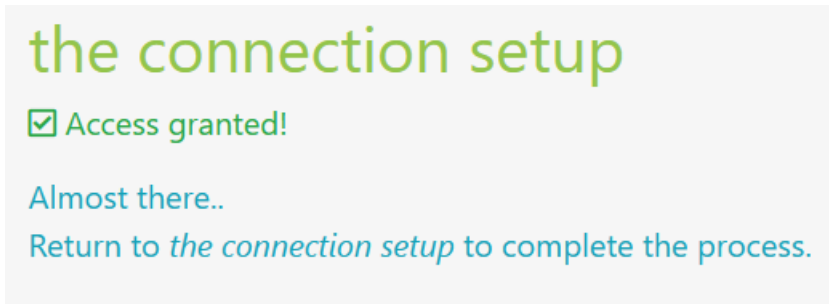 the connection setup
Access granted!
Almost there..
Return to the connection setup to complete the process.